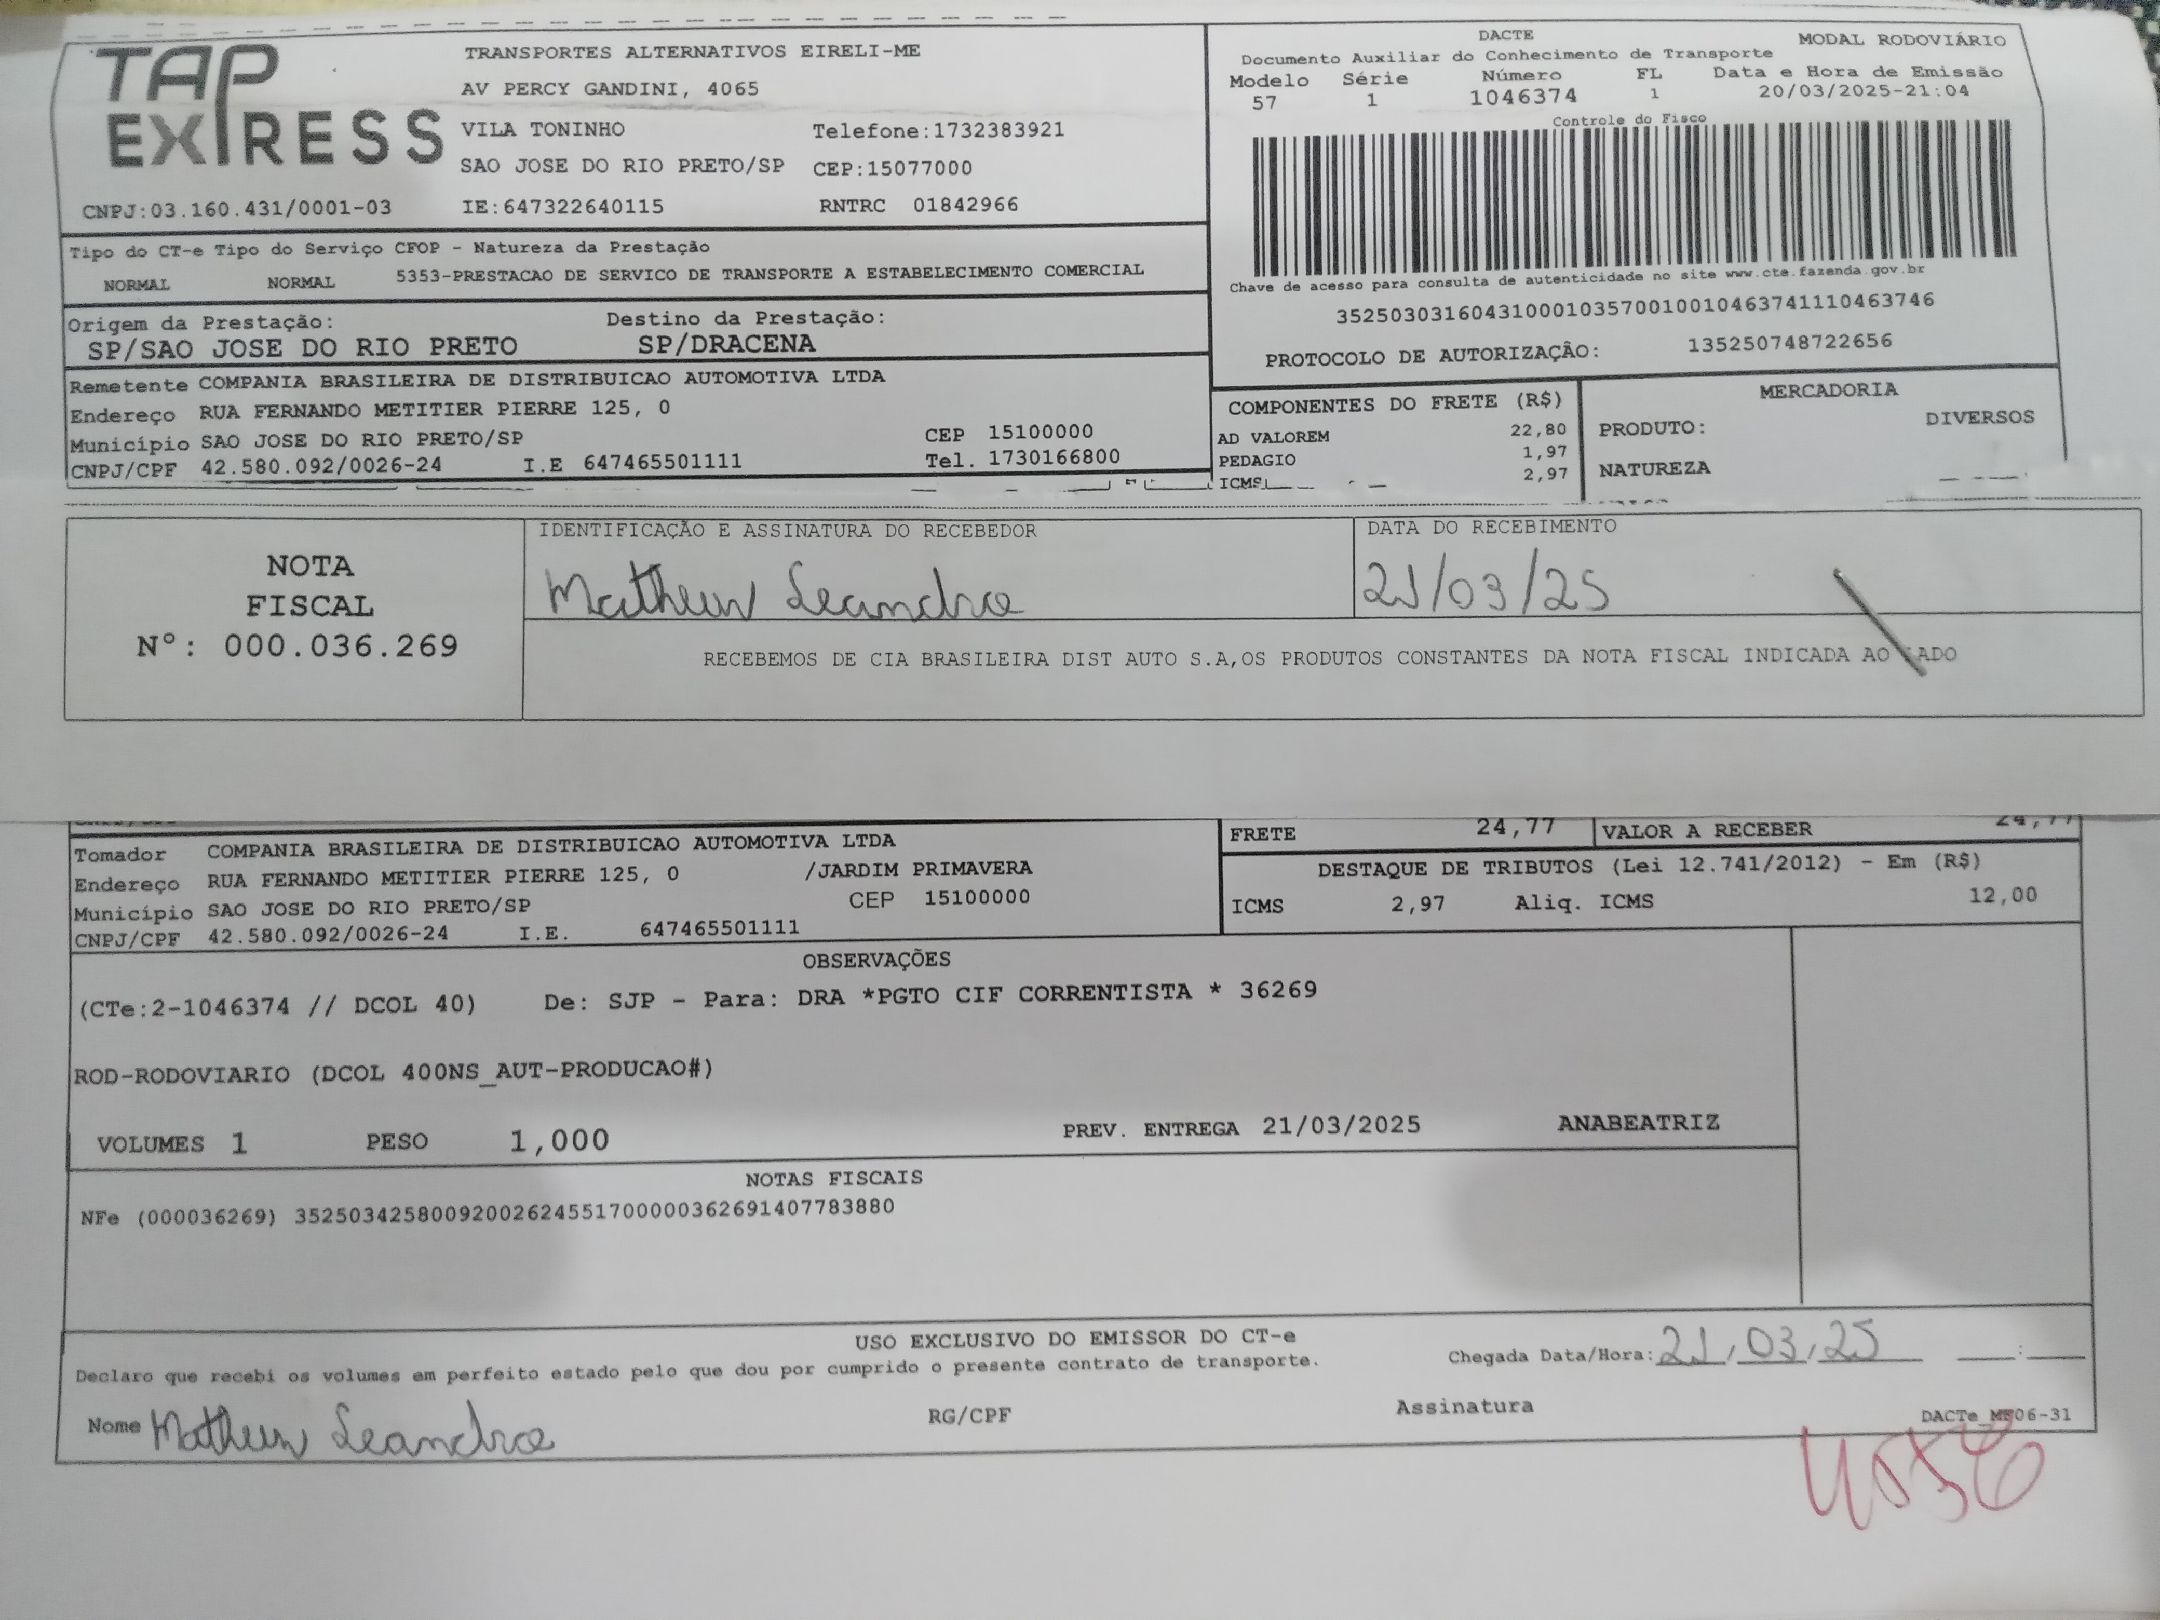 TAP EXPRESS
TRANSPORTES ALTERNATIVOS EIRELI-ME
AV PERCY GANDINI, 4065
VILA TONINHO Telefone:1732383921
SAO JOSE DO RIO PRETO/SP CEP:15077000
CNPJ:03.160.431/0001-03 IE:647322640115 RNTRC 01842966
DACTE MODAL RODOVIÁRIO
Documento Auxiliar do Conhecimento de Transporte
Modelo Série Número FL Data e Hora de Emissão
57 1 1046374 1 20/03/2025-21:04
Controle do Fisco
Chave de acesso para consulta de autenticidade no site www.cte.fazenda.gov.br
35250303160431000103570010010463741110463746
PROTOCOLO DE AUTORIZAÇÃO: 135250748722656
Tipo do CT-e Tipo do Serviço CFOP - Natureza da Prestação
NORMAL NORMAL 5353-PRESTACAO DE SERVICO DE TRANSPORTE A ESTABELECIMENTO COMERCIAL
Origem da Prestação: Destino da Prestação:
SP/SAO JOSE DO RIO PRETO SP/DRACENA
Remetente COMPANIA BRASILEIRA DE DISTRIBUICAO AUTOMOTIVA LTDA
Endereço RUA FERNANDO METITIER PIERRE 125, 0
Município SAO JOSE DO RIO PRETO/SP CEP 15100000
CNPJ/CPF 42.580.092/0026-24 I.E 647465501111 Tel. 1730166800
COMPONENTES DO FRETE (R$)
AD VALOREM 22,80
PEDAGIO 1,97
ICMS 2,97
MERCADORIA
PRODUTO: DIVERSOS
NATUREZA
NOTA
FISCAL
Nº: 000.036.269
IDENTIFICAÇÃO E ASSINATURA DO RECEBEDOR
Matheus Leandro
DATA DO RECEBIMENTO
21/03/25
RECEBEMOS DE CIA BRASILEIRA DIST AUTO S.A,OS PRODUTOS CONSTANTES DA NOTA FISCAL INDICADA AO LADO
Tomador COMPANIA BRASILEIRA DE DISTRIBUICAO AUTOMOTIVA LTDA
Endereço RUA FERNANDO METITIER PIERRE 125, 0 /JARDIM PRIMAVERA
Município SAO JOSE DO RIO PRETO/SP CEP 15100000
CNPJ/CPF 42.580.092/0026-24 I.E. 647465501111
FRETE 24,77 VALOR A RECEBER 24,77
DESTAQUE DE TRIBUTOS (Lei 12.741/2012) - Em (R$)
ICMS 2,97 Aliq. ICMS 12,00
OBSERVAÇÕES
(CTe:2-1046374 // DCOL 40) De: SJP - Para: DRA *PGTO CIF CORRENTISTA * 36269
ROD-RODOVIARIO (DCOL 400NS_AUT-PRODUCAO#)
VOLUMES 1 PESO 1,000 PREV. ENTREGA 21/03/2025 ANABEATRIZ
NOTAS FISCAIS
NFe (000036269) 35250342580092002624551700000362691407783880
USO EXCLUSIVO DO EMISSOR DO CT-e
Declaro que recebi os volumes em perfeito estado pelo que dou por cumprido o presente contrato de transporte.
Chegada Data/Hora: 21/03/25 :
Nome Matheus Leandro RG/CPF Assinatura
DACTe_MF06-31